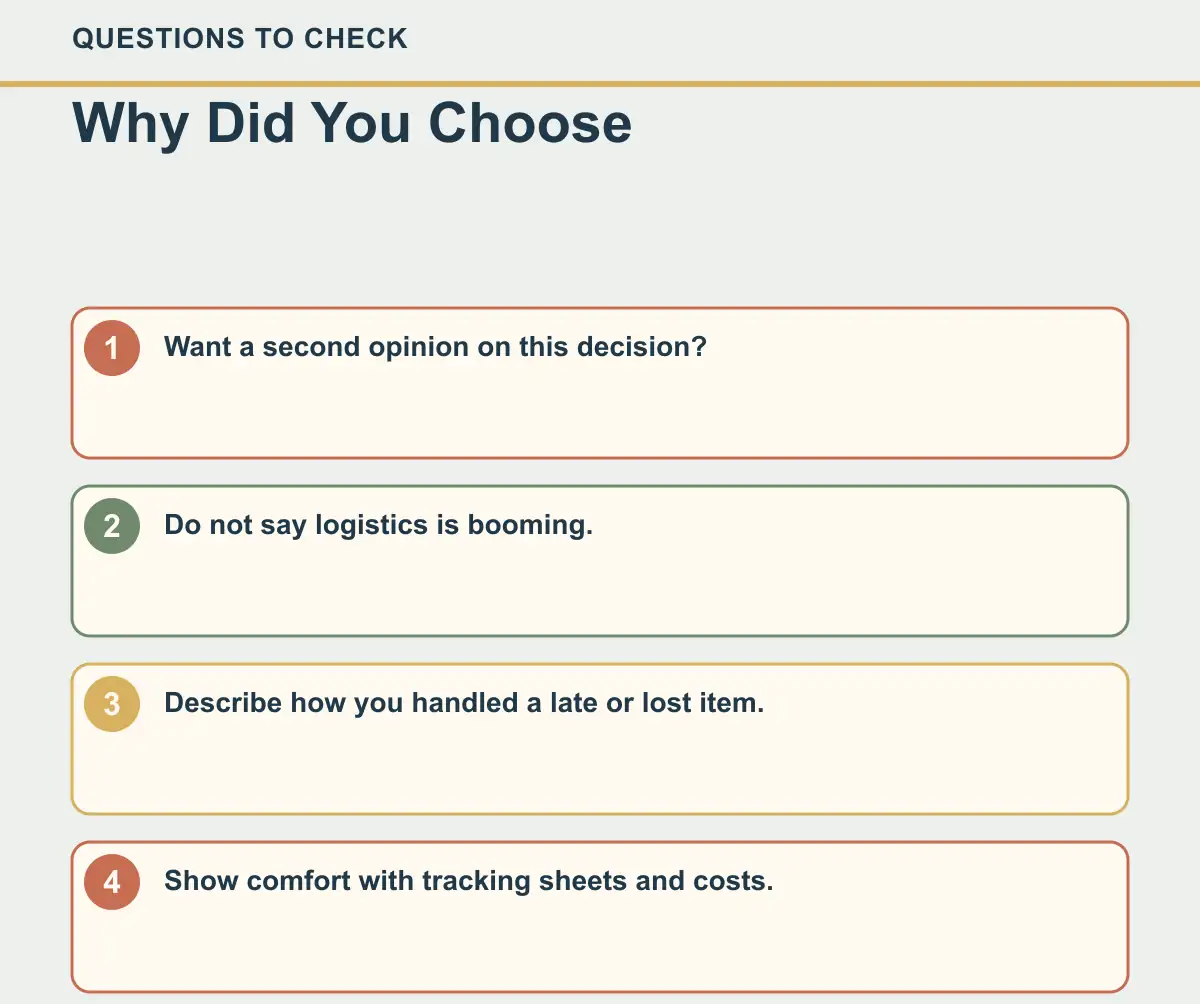 QUESTIONS TO CHECK
Why Did You Choose
1 Want a second opinion on this decision?
2 Do not say logistics is booming.
3 Describe how you handled a late or lost item.
4 Show comfort with tracking sheets and costs.